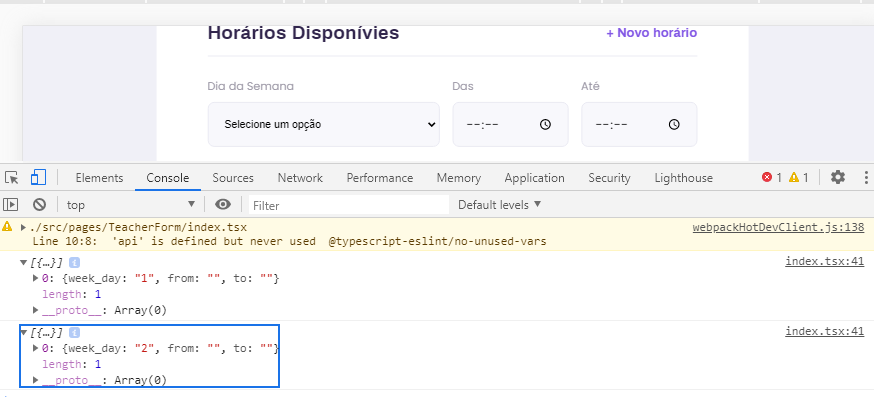 Horários Disponívies
+ Novo horário
Dia da Semana
Das
Até
Selecione um opção
--:--
--:--
Elements
Console
Sources
Network
Performance
Memory
Application
Security
Lighthouse
1
1
top
Filter
Default levels
./src/pages/TeacherForm/index.tsx
webpackHotDevClient.js:138
Line 10:8:  'api' is defined but never used  @typescript-eslint/no-unused-vars
[{…}]
index.tsx:41
0: {week_day: "1", from: "", to: ""}
length: 1
__proto__: Array(0)
[{…}]
index.tsx:41
0: {week_day: "2", from: "", to: ""}
length: 1
__proto__: Array(0)